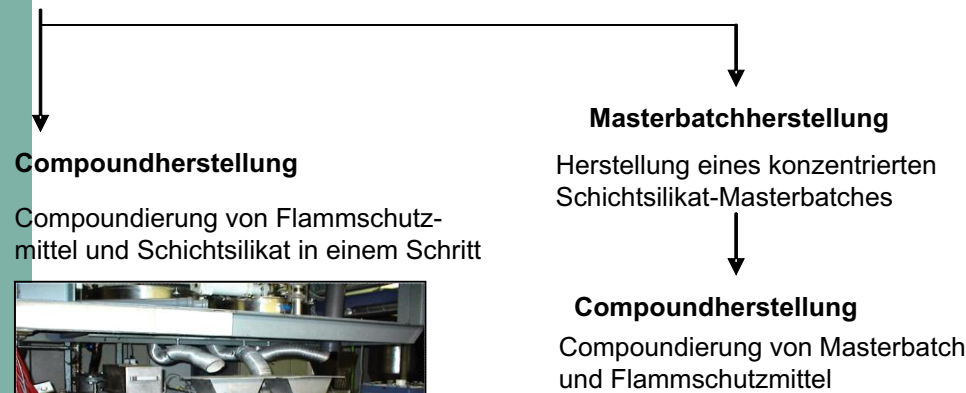 Compoundherstellung
Compoundierung von Flammschutz-
mittel und Schichtsilikat in einem Schritt
Masterbatchherstellung
Herstellung eines konzentrierten
Schichtsilikat-Masterbatches
Compoundherstellung
Compoundierung von Masterbatch
und Flammschutzmittel